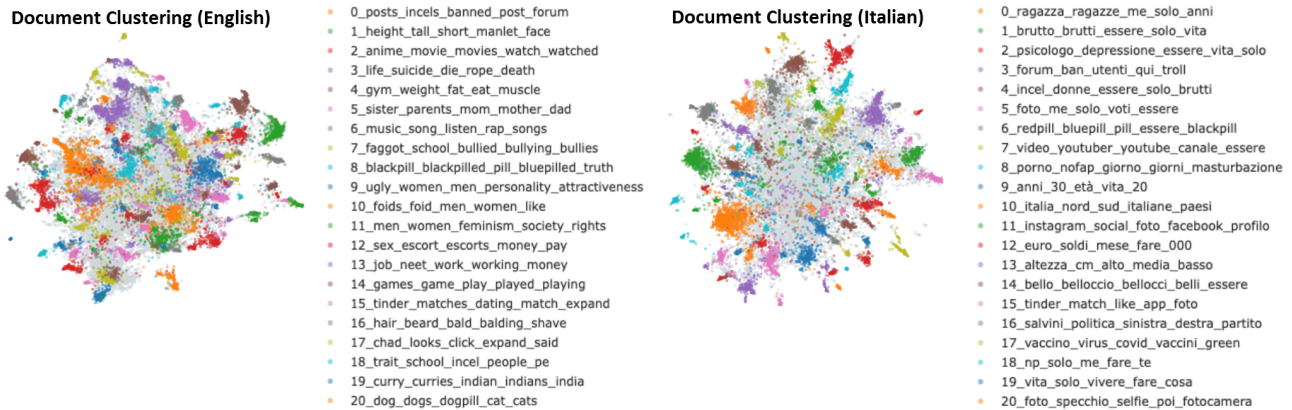 Document Clustering (English)
0_posts_incels_banned_post_forum
1_height_tall_short_manlet_face
2_anime_movie_movies_watch_watched
3_life_suicide_die_rope_death
4_gym_weight_fat_eat_muscle
5_sister_parents_mom_mother_dad
6_music_song_listen_rap_songs
7_faggot_school_bullied_bullying_bullies
8_blackpill_blackpilled_pill_bluepilled_truth
9_ugly_women_men_personality_attractiveness
10_foids_foid_men_women_like
11_men_women_feminism_society_rights
12_sex_escort_escorts_money_pay
13_job_neet_work_working_money
14_games_game_play_played_playing
15_tinder_matches_dating_match_expand
16_hair_beard_bald_balding_shave
17_chad_looks_click_expand_said
18_trait_school_incel_people_pe
19_curry_curries_indian_indians_india
20_dog_dogs_dogpill_cat_cats
Document Clustering (Italian)
0_ragazza_ragazze_me_solo_anni
1_brutto_brutti_essere_solo_vita
2_psicologo_depressione_essere_vita_solo
3_forum_ban_utenti_qui_troll
4_incel_donne_essere_solo_brutti
5_foto_me_solo_voti_essere
6_redpill_bluepill_pill_essere_blackpill
7_video_youtuber_youtube_canale_essere
8_porno_nofap_giorno_giorni_masturbazione
9_anni_30_età_vita_20
10_italia_nord_sud_italiane_paesi
11_instagram_social_foto_facebook_profilo
12_euro_soldi_mese_fare_000
13_altezza_cm_alto_media_basso
14_bello_belloccio_bellocci_belli_essere
15_tinder_match_like_app_foto
16_salvini_politica_sinistra_destra_partito
17_vaccino_virus_covid_vaccini_green
18_np_solo_me_fare_te
19_vita_solo_vivere_fare_cosa
20_foto_specchio_selfie_poi_fotocamera